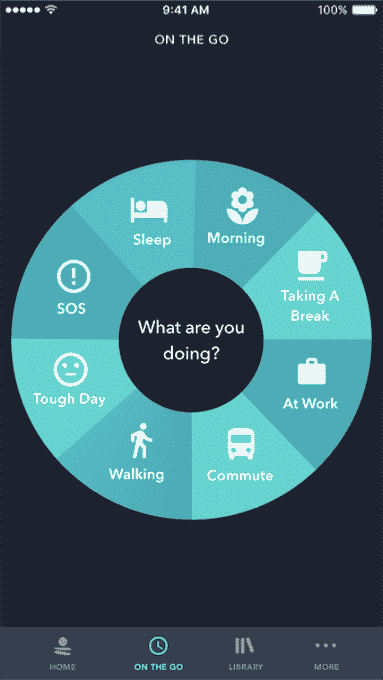 9:41 AM
100%
ON THE GO
Sleep
Morning
SOS
Taking A
Break
What are you
doing?
Tough Day
At Work
Walking
Commute
HOME
ON THE GO
LIBRARY
MORE